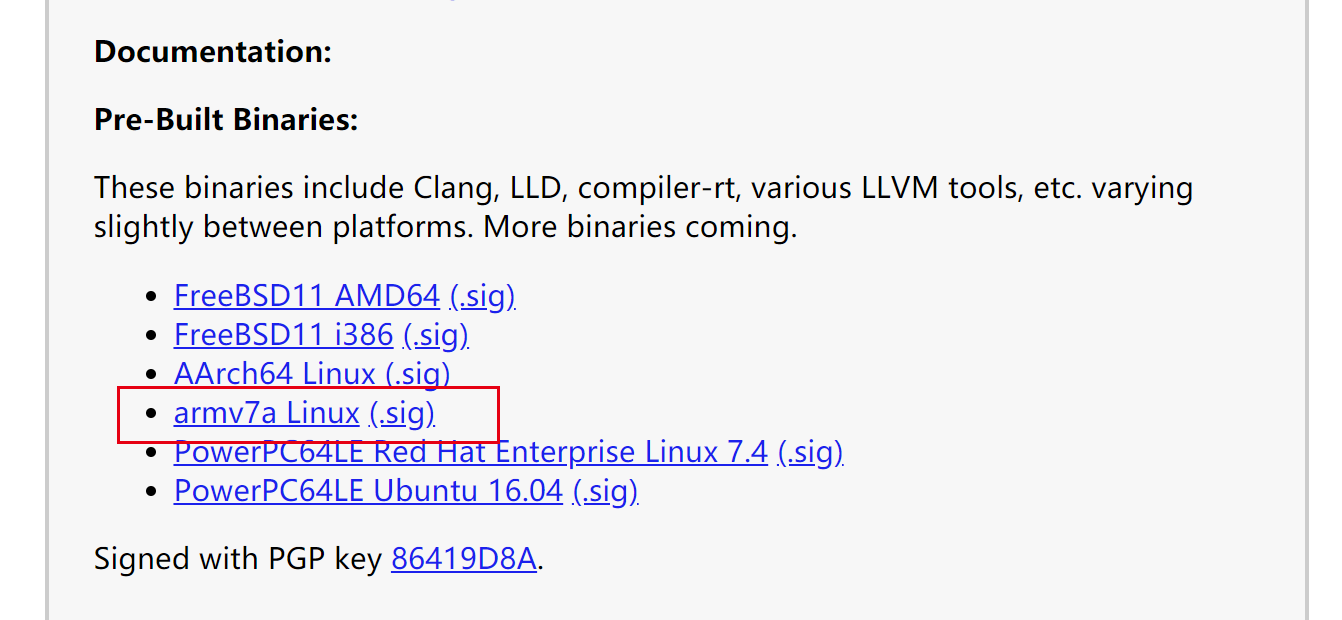 Documentation:
Pre-Built Binaries:
These binaries include Clang, LLD, compiler-rt, various LLVM tools, etc. varying
slightly between platforms. More binaries coming.
FreeBSD11 AMD64 (.sig)
FreeBSD11 i386 (.sig)
AArch64 Linux (.sig)
armv7a Linux (.sig)
PowerPC64LE Red Hat Enterprise Linux 7.4 (.sig)
PowerPC64LE Ubuntu 16.04 (.sig)
Signed with PGP key 86419D8A.